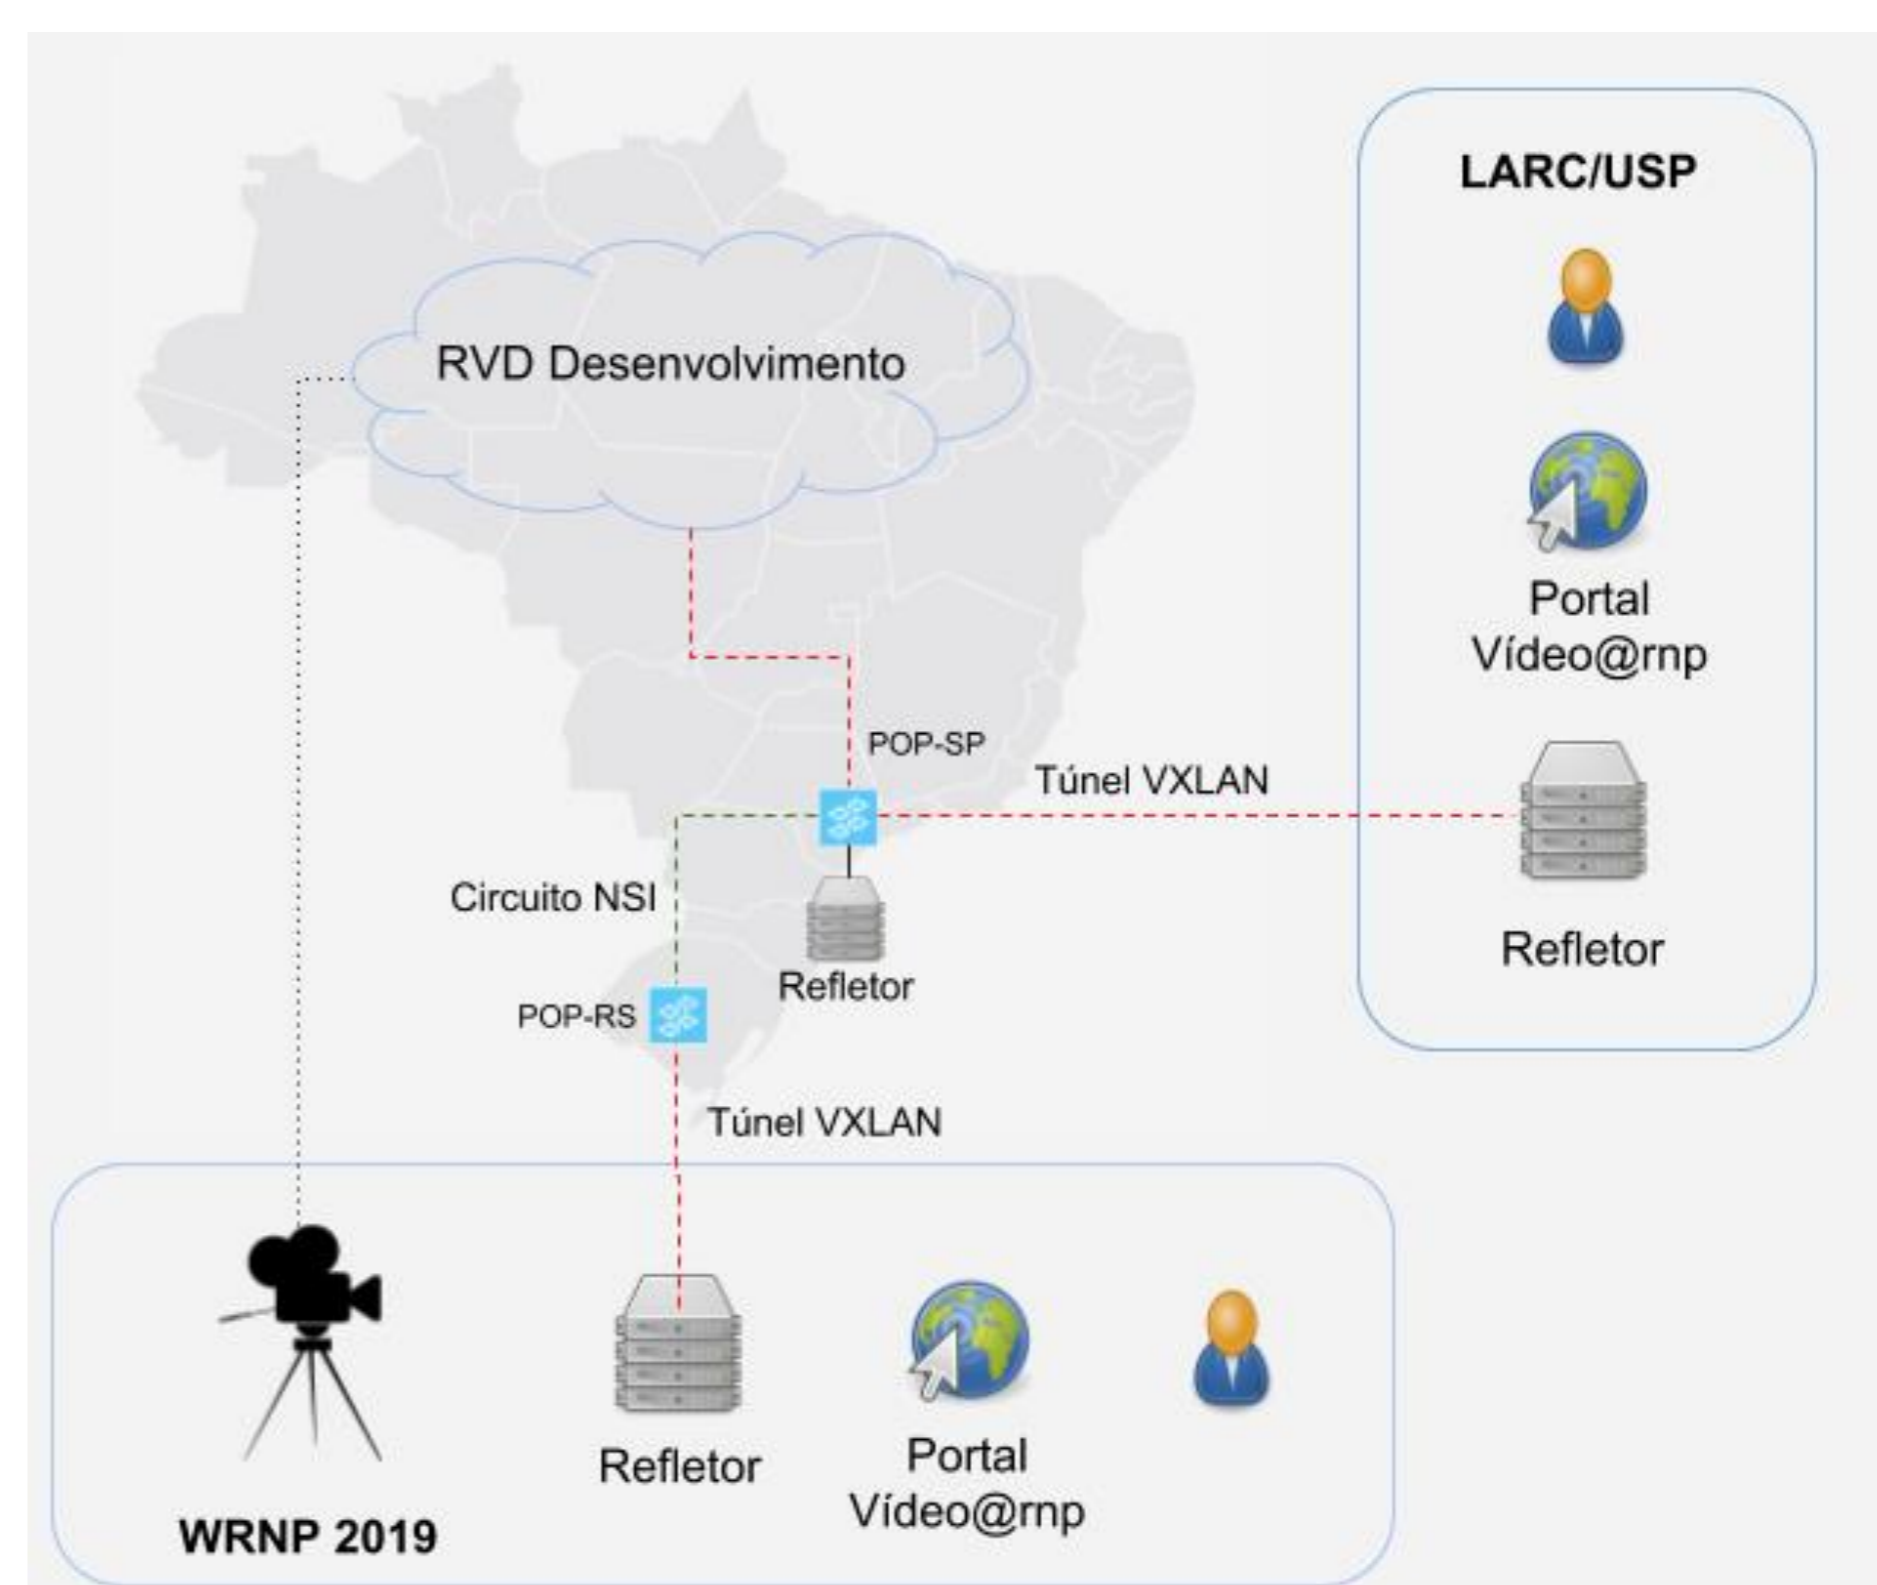 LARC/USP
RVD Desenvolvimento
Portal
Vídeo@rnp
POP-SP
Túnel VXLAN
Circuito NSI
Refletor
Refletor
POP-RS
Túnel VXLAN
Refletor
Portal
Vídeo@rnp
WRNP 2019